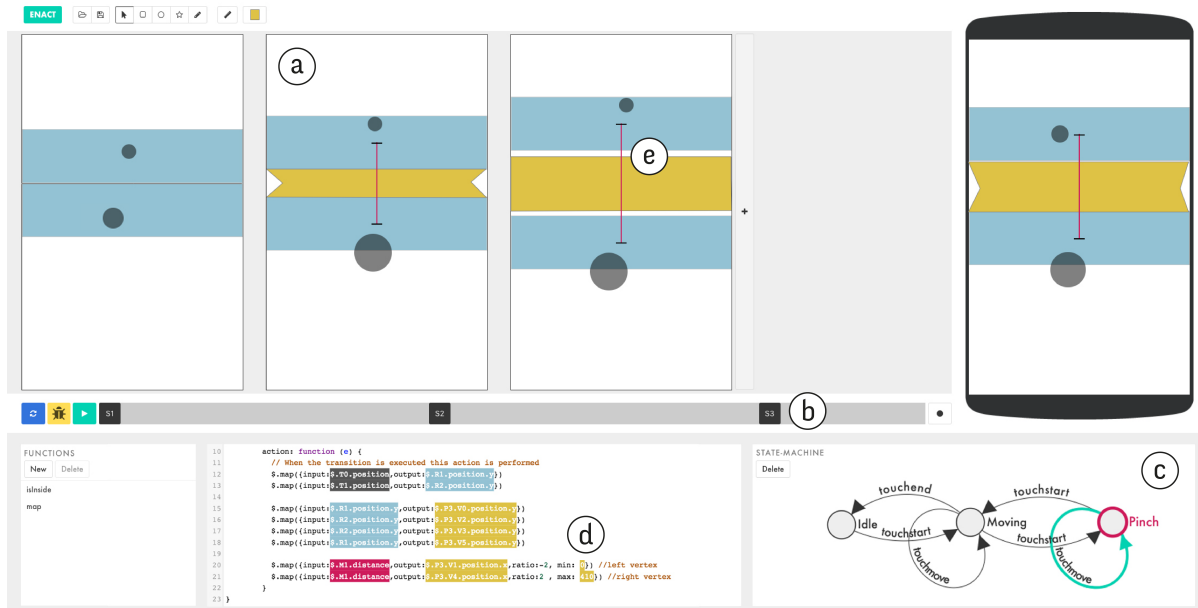 ENACT
a
e
+
S1
S2
S3
b
FUNCTIONS
New Delete
isInside
map
10 action: function (e) {
11 // When the transition is executed this action is performed
12 $.map({input:$.T0.position,output:$.R1.position.y})
13 $.map({input:$.T1.position,output:$.R2.position.y})
14
15 $.map({input:$.R1.position.y,output:$.P3.V0.position.y})
16 $.map({input:$.R2.position.y,output:$.P3.V2.position.y})
17 $.map({input:$.R2.position.y,output:$.P3.V3.position.y})
18 $.map({input:$.R1.position.y,output:$.P3.V5.position.y})
19
20 $.map({input:$.M1.distance,output:$.P3.V1.position.x,ratio:-2, min: 0}) //left vertex
21 $.map({input:$.M1.distance,output:$.P3.V4.position.x,ratio:2 , max: 410}) //right vertex
22 }
23 }
d
STATE-MACHINE
Delete
c
touchend
touchstart
Idle
touchstart
Moving
touchstart
Pinch
touchmove
touchmove